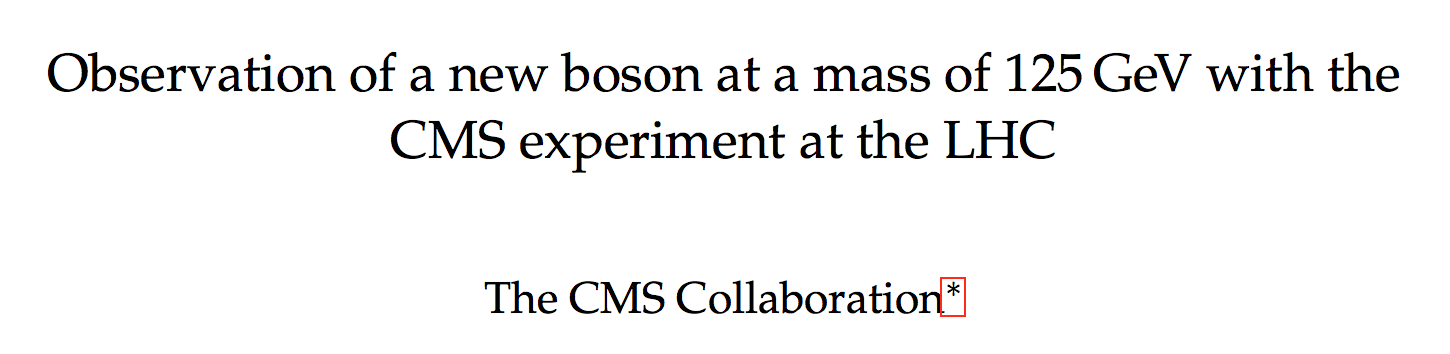 Observation of a new boson at a mass of 125 GeV with the
CMS experiment at the LHC
The CMS Collaboration*